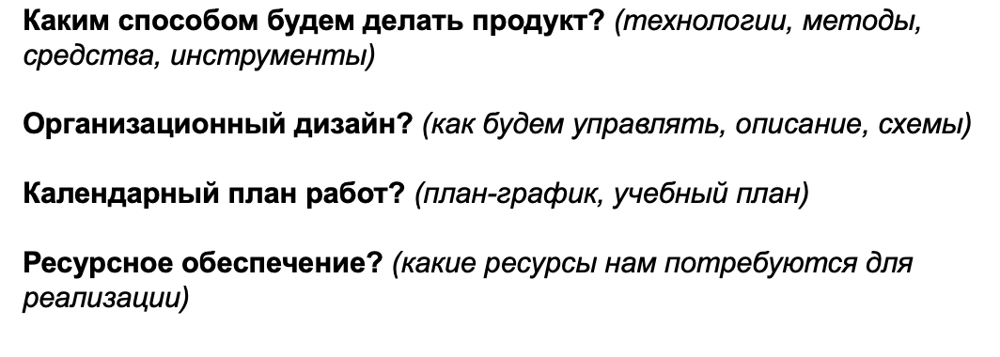 Каким способом будем делать продукт? (технологии, методы,
средства, инструменты)
Организационный дизайн? (как будем управлять, описание, схемы)
Календарный план работ? (план-график, учебный план)
Ресурсное обеспечение? (какие ресурсы нам потребуются для
реализации)